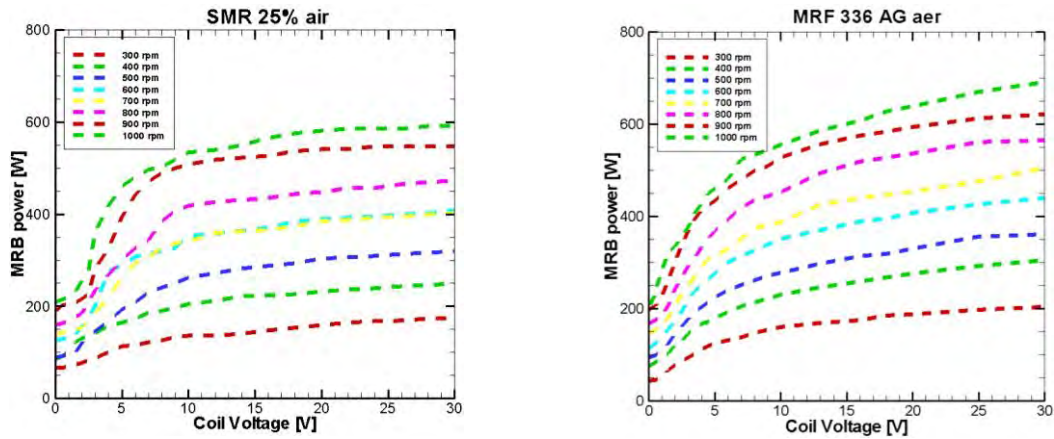 SMR 25% air
800
600
400
200
0
MRB power [W]
300 rpm
400 rpm
500 rpm
600 rpm
700 rpm
800 rpm
900 rpm
1000 rpm
0 5 10 15 20 25 30
Coil Voltage [V]
MRF 336 AG aer
800
600
400
200
0
MRB power [W]
300 rpm
400 rpm
500 rpm
600 rpm
700 rpm
800 rpm
900 rpm
1000 rpm
0 5 10 15 20 25 30
Coil Voltage [V]